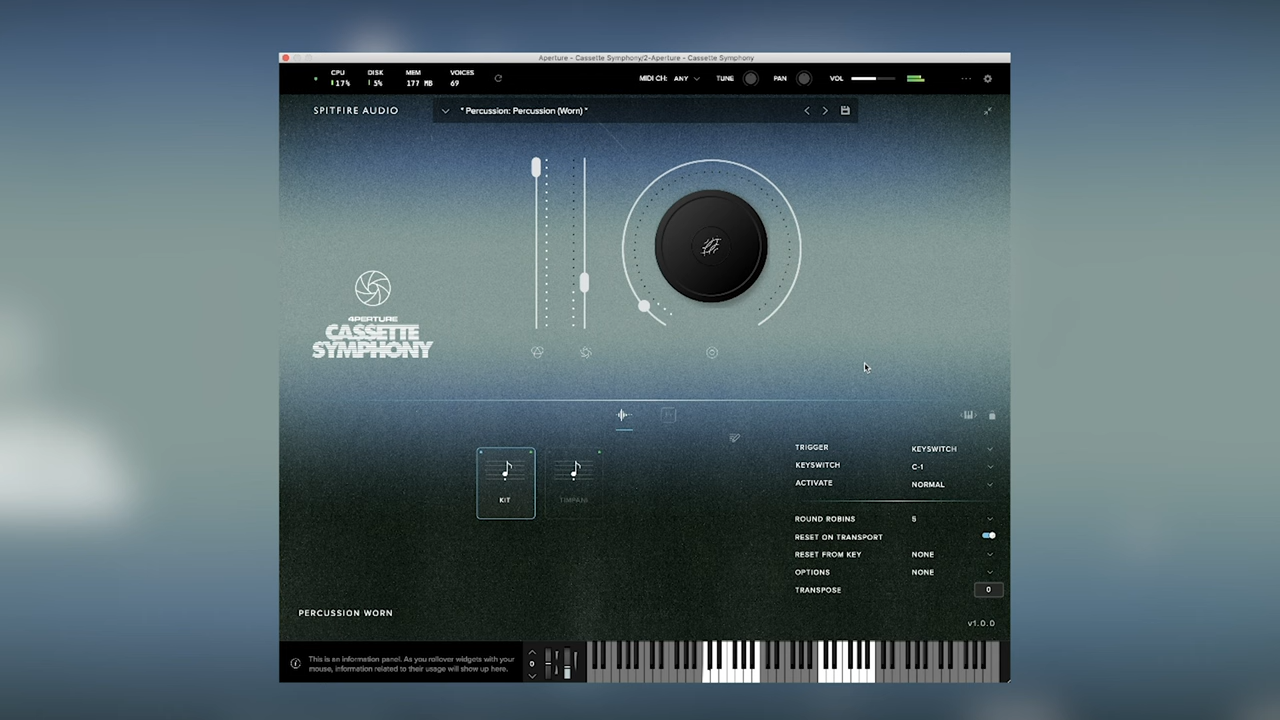 Aperture - Cassette Symphony/2-Aperture - Cassette Symphony
CPU DISK MEM VOICES
17% 5% 177 MB 69
MIDI CH: ANY TUNE PAN VOL
SPITFIRE AUDIO
" Percussion: Percussion (Worn) "
4PERTURE
CASSETTE
SYMPHONY
TRIGGER KEYSWITCH
KEYSWITCH C-1
ACTIVATE NORMAL
KIT TIMPANI
ROUND ROBINS 5
RESET ON TRANSPORT
RESET FROM KEY NONE
OPTIONS NONE
TRANSPOSE 0
PERCUSSION WORN
v1.0.0
This is an information panel. As you rollover widgets with your
mouse, information related to their usage will show up here.
0